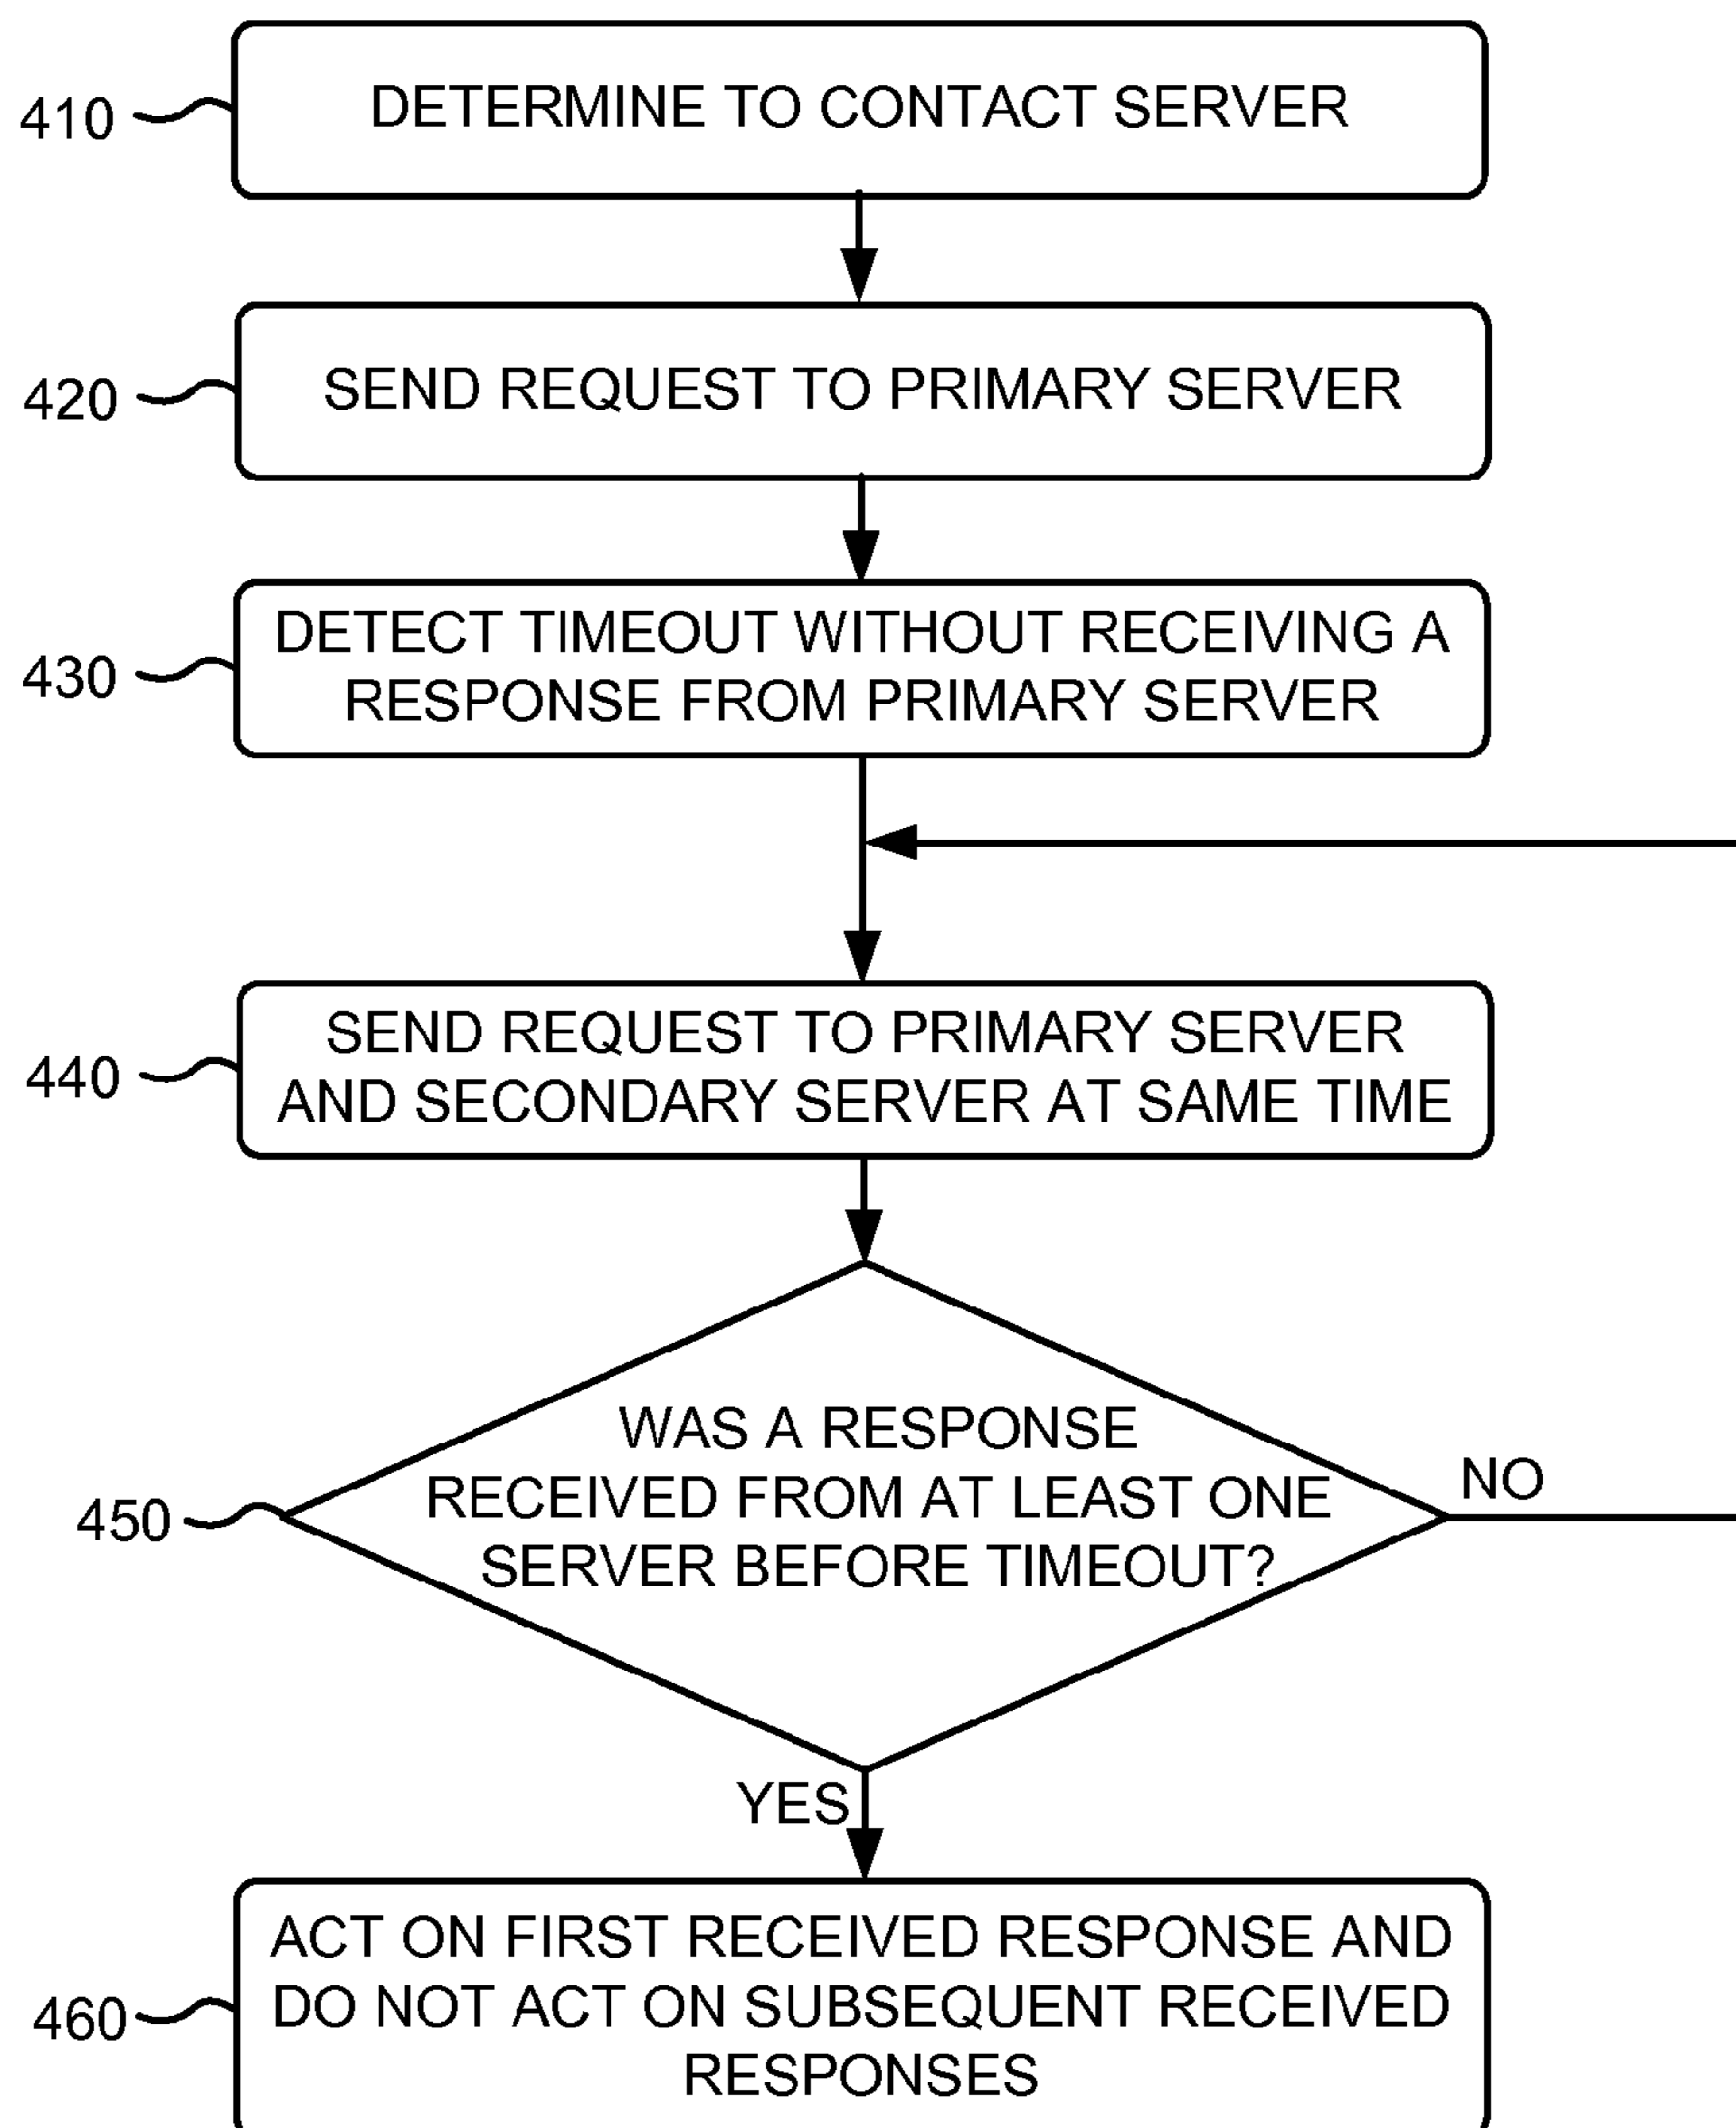 410
DETERMINE TO CONTACT SERVER
420
SEND REQUEST TO PRIMARY SERVER
430
DETECT TIMEOUT WITHOUT RECEIVING A
RESPONSE FROM PRIMARY SERVER
440
SEND REQUEST TO PRIMARY SERVER
AND SECONDARY SERVER AT SAME TIME
450
WAS A RESPONSE
RECEIVED FROM AT LEAST ONE
SERVER BEFORE TIMEOUT?
NO
YES
460
ACT ON FIRST RECEIVED RESPONSE AND
DO NOT ACT ON SUBSEQUENT RECEIVED
RESPONSES